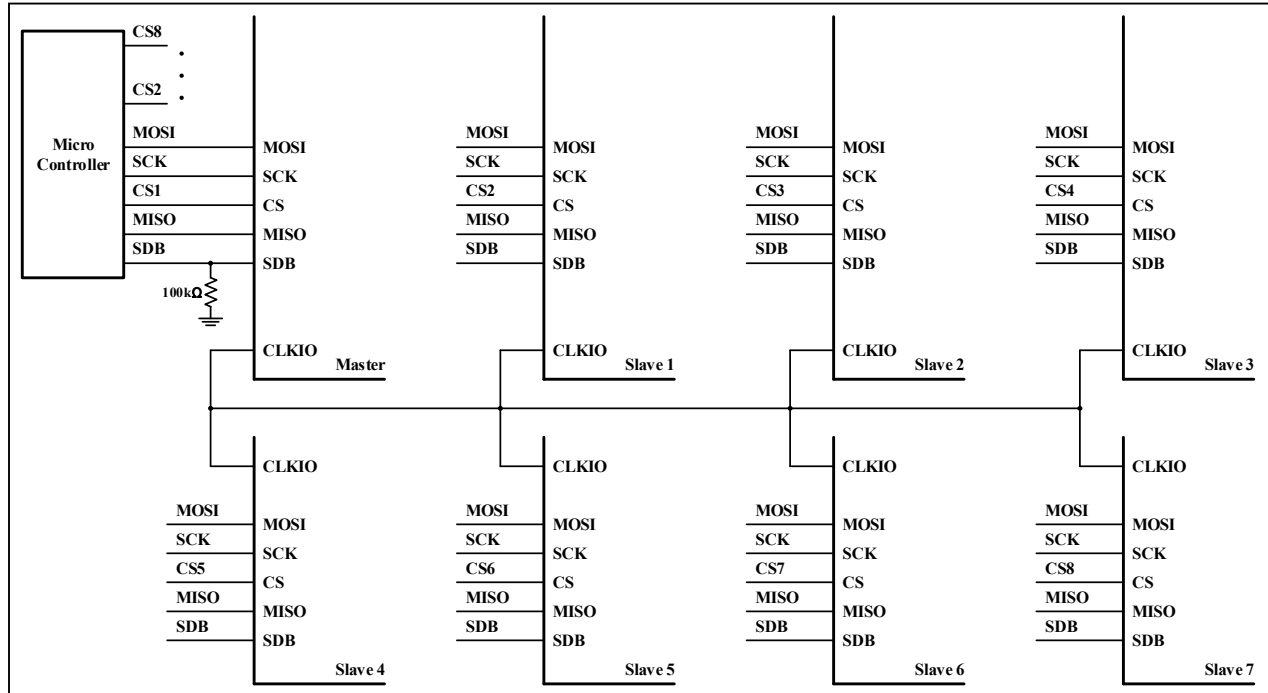 CS8
CS2
Micro
Controller
MOSI
SCK
CS1
MISO
SDB
100kΩ
MOSI
SCK
CS
MISO
SDB
CLKIO
Master
MOSI
SCK
CS2
MISO
SDB
MOSI
SCK
CS
MISO
SDB
CLKIO
Slave 1
MOSI
SCK
CS3
MISO
SDB
MOSI
SCK
CS
MISO
SDB
CLKIO
Slave 2
MOSI
SCK
CS4
MISO
SDB
MOSI
SCK
CS
MISO
SDB
CLKIO
Slave 3
CLKIO
MOSI
SCK
CS5
MISO
SDB
MOSI
SCK
CS
MISO
SDB
Slave 4
CLKIO
MOSI
SCK
CS6
MISO
SDB
MOSI
SCK
CS
MISO
SDB
Slave 5
CLKIO
MOSI
SCK
CS7
MISO
SDB
MOSI
SCK
CS
MISO
SDB
Slave 6
CLKIO
MOSI
SCK
CS8
MISO
SDB
MOSI
SCK
CS
MISO
SDB
Slave 7